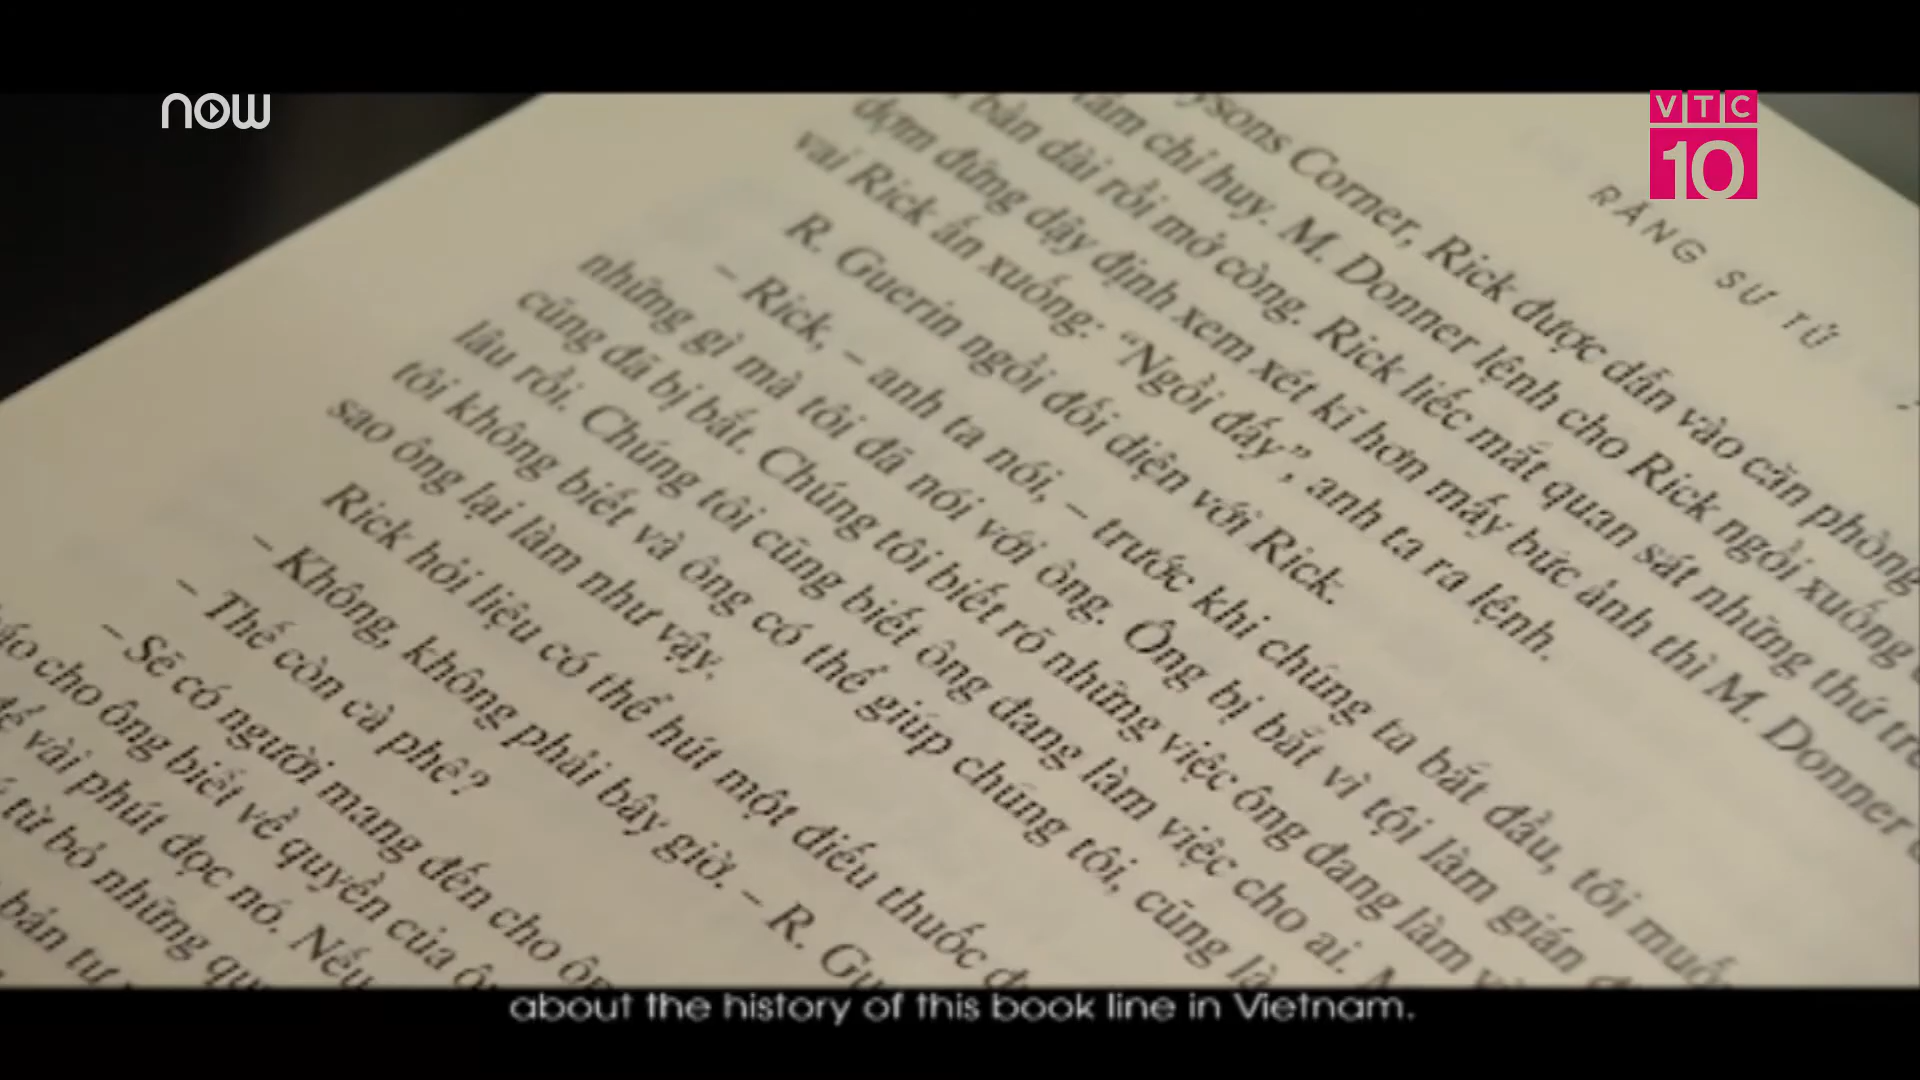 now
VTC
10
RĂNG SƯ TỬ
ysons Corner, Rick được dẫn vào căn phòng
tấm chỉ huy. M. Donner lệnh cho Rick ngồi xuống
bàn dài rồi mở còng. Rick liếc mắt quan sát những thứ
dợm đứng dậy định xem xét kĩ hơn mấy bức ảnh thì M. Donner
vai Rick ấn xuống: “Ngồi đấy”, anh ta ra lệnh.
R. Guerin ngồi đối diện với Rick.
– Rick, – anh ta nói, – trước khi chúng ta bắt đầu, tôi
những gì mà tôi đã nói với ông. Ông bị bắt vì tội làm gián
cũng đã bị bắt. Chúng tôi biết rõ những việc ông đang làm
lâu rồi. Chúng tôi cũng biết ông đang làm việc cho ai.
tôi không biết và ông có thể giúp chúng tôi, cũng
sao ông lại làm như vậy.
Rick hỏi liệu có thể hút một điếu thuốc
– Không, không phải bây giờ. – R.
– Thế còn cà phê?
– Sẽ có người mang đến cho
cho ông biết về quyền của
vài phút đọc nó. Nếu
từ bỏ những
bản
about the history of this book line in Vietnam.